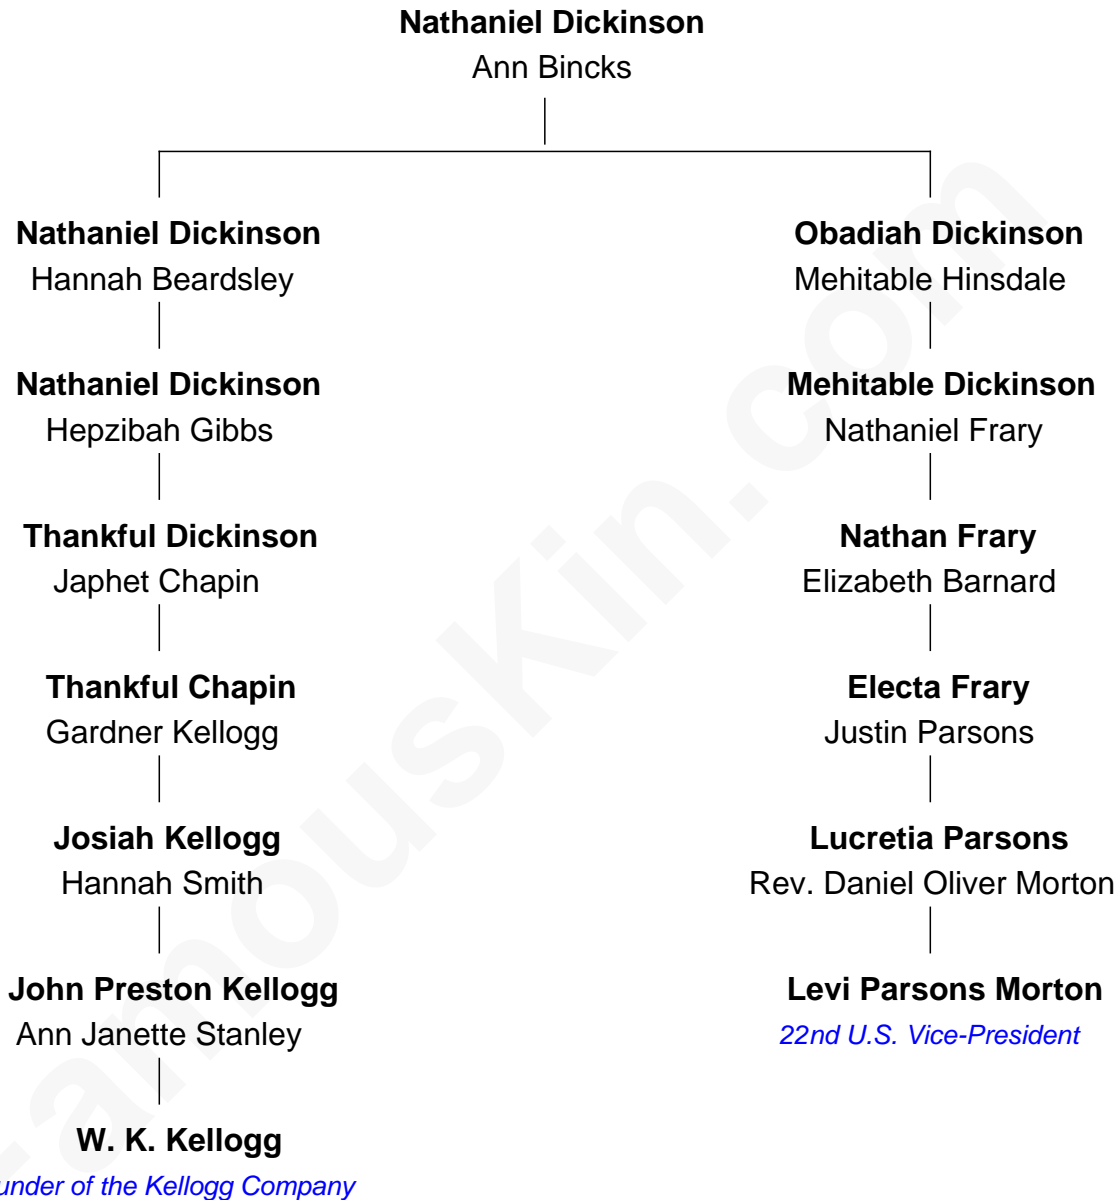 Nathaniel Dickinson
Ann Bincks
Nathaniel Dickinson
Hannah Beardsley
Obadiah Dickinson
Mehitable Hinsdale
Nathaniel Dickinson
Hepzibah Gibbs
Mehitable Dickinson
Nathaniel Frary
Thankful Dickinson
Japhet Chapin
Nathan Frary
Elizabeth Barnard
Thankful Chapin
Gardner Kellogg
Electa Frary
Justin Parsons
Josiah Kellogg
Hannah Smith
Lucretia Parsons
Rev. Daniel Oliver Morton
John Preston Kellogg
Ann Janette Stanley
Levi Parsons Morton
22nd U.S. Vice-President
W. K. Kellogg
under of the Kellogg Company
amousKin.com